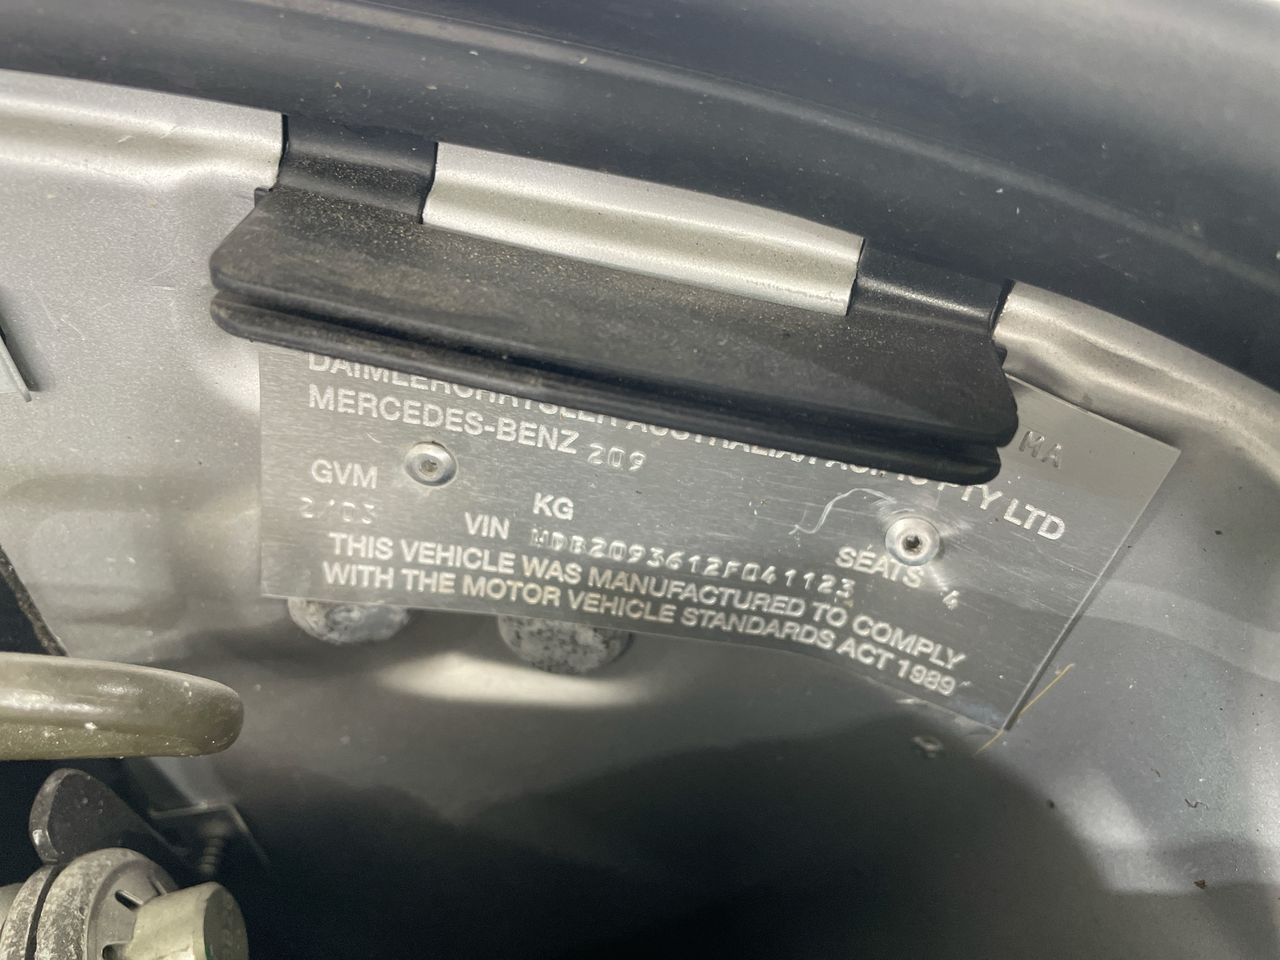 DAIMLERCHRYSLER AUSTRALIA/PACIFIC PTY LTD
MERCEDES-BENZ 209 MA
GVM KG SEATS 4
2/03 VIN WDB2093612F041123
THIS VEHICLE WAS MANUFACTURED TO COMPLY
WITH THE MOTOR VEHICLE STANDARDS ACT 1989